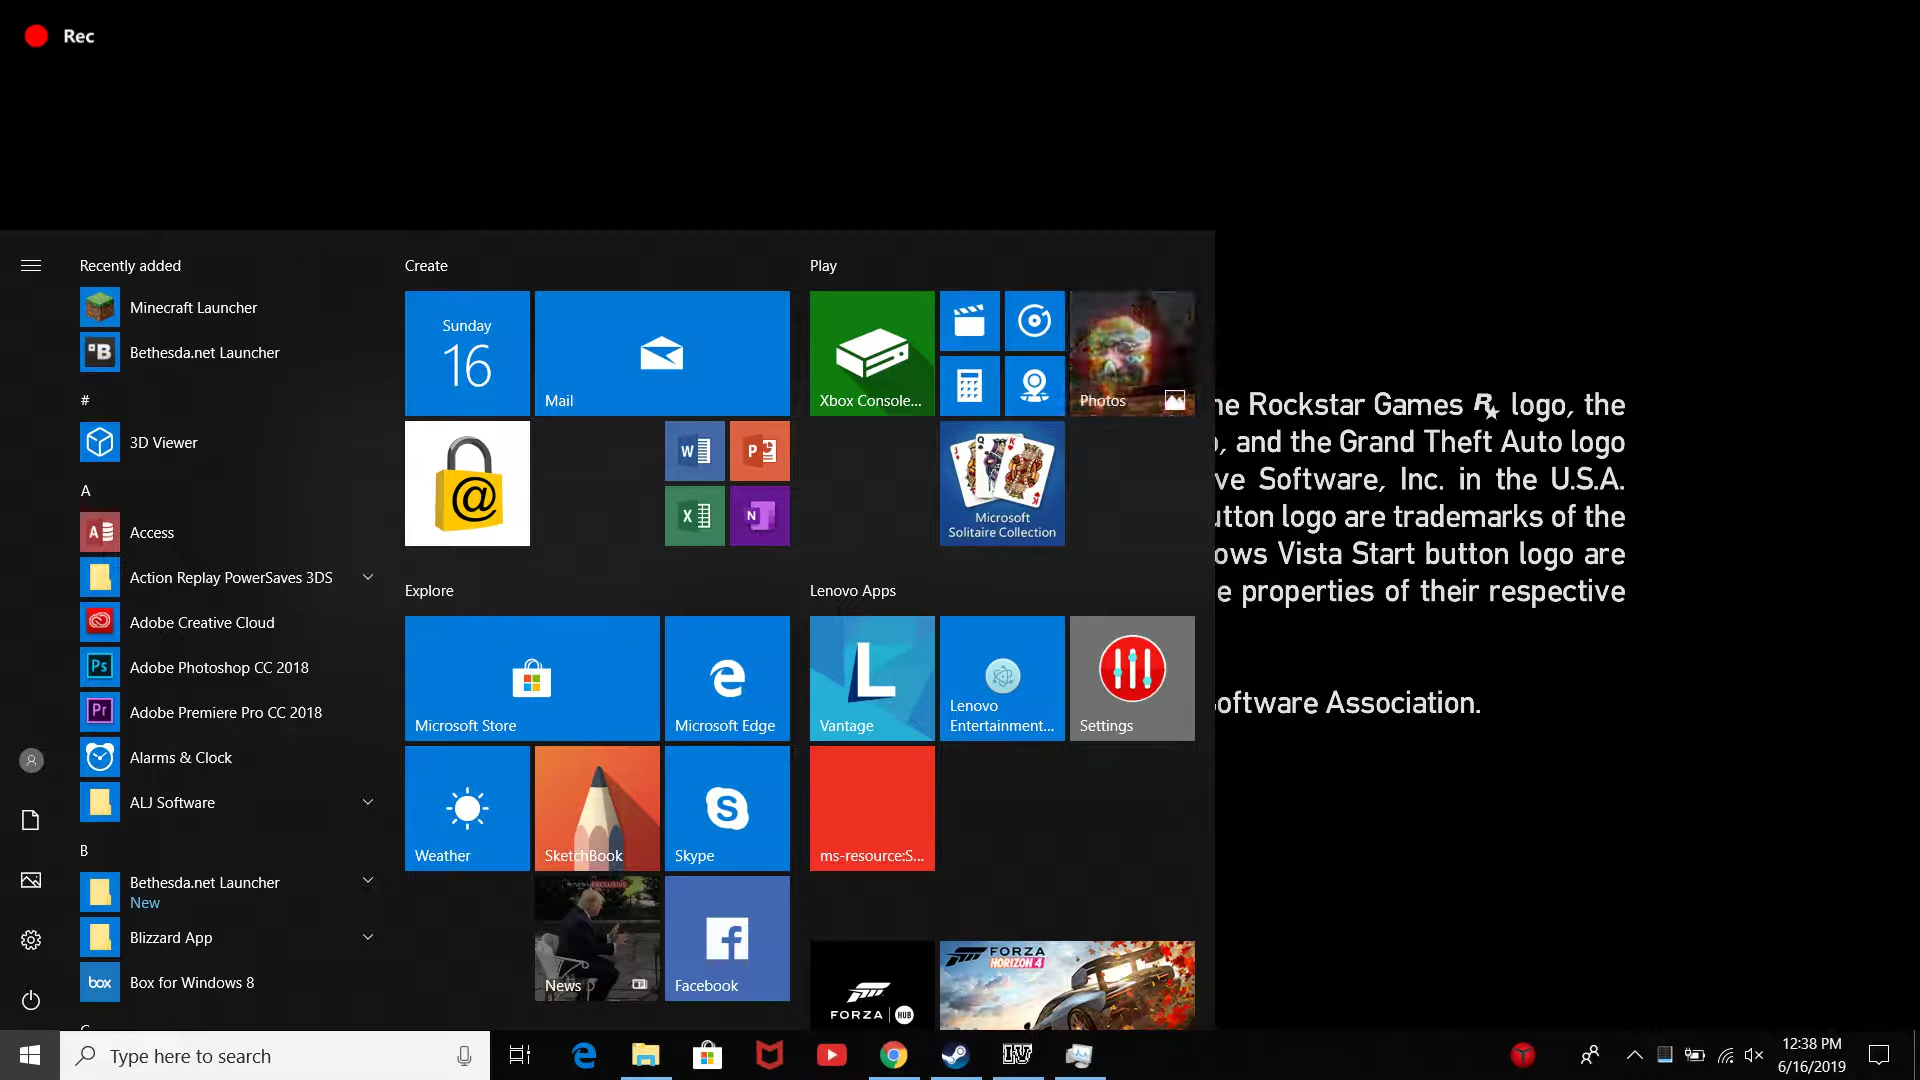 Rec
Recently added
Minecraft Launcher
Bethesda.net Launcher
#
3D Viewer
A
Access
Action Replay PowerSaves 3DS
Adobe Creative Cloud
Adobe Photoshop CC 2018
Adobe Premiere Pro CC 2018
Alarms & Clock
ALJ Software
B
Bethesda.net Launcher
New
Blizzard App
Box for Windows 8
Create
Sunday
16
Mail
Explore
Microsoft Store
Microsoft Edge
Weather
SketchBook
Skype
News
Facebook
Play
Xbox Console...
Photos
Microsoft
Solitaire Collection
Lenovo Apps
Vantage
Lenovo
Entertainment...
Settings
ms-resource:S...
FORZA HUB
FORZA
HORIZON 4
he Rockstar Games logo, the
, and the Grand Theft Auto logo
ve Software, Inc. in the U.S.A.
utton logo are trademarks of the
ows Vista Start button logo are
e properties of their respective
oftware Association.
Type here to search
IV
12:38 PM
6/16/2019